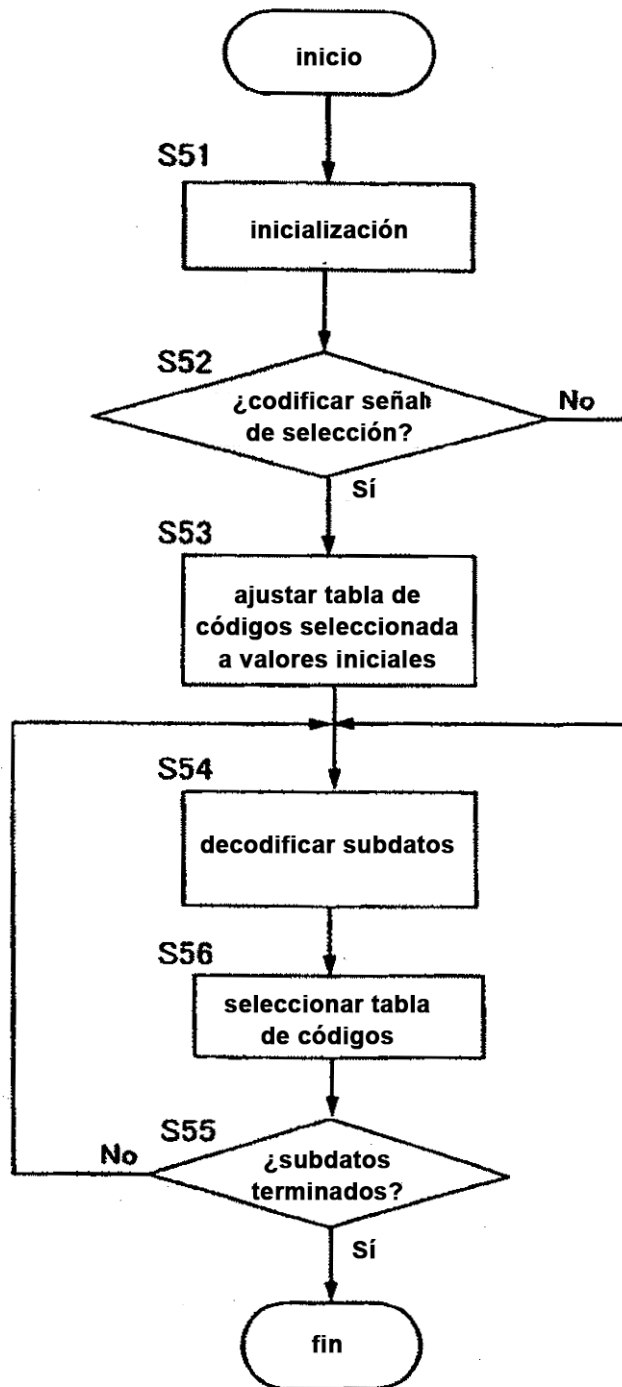 inicio
S51
inicialización
S52
¿codificar señal
de selección?
No
Sí
S53
ajustar tabla de
códigos seleccionada
a valores iniciales
S54
decodificar subdatos
S56
seleccionar tabla
de códigos
S55
No
¿subdatos
terminados?
Sí
fin